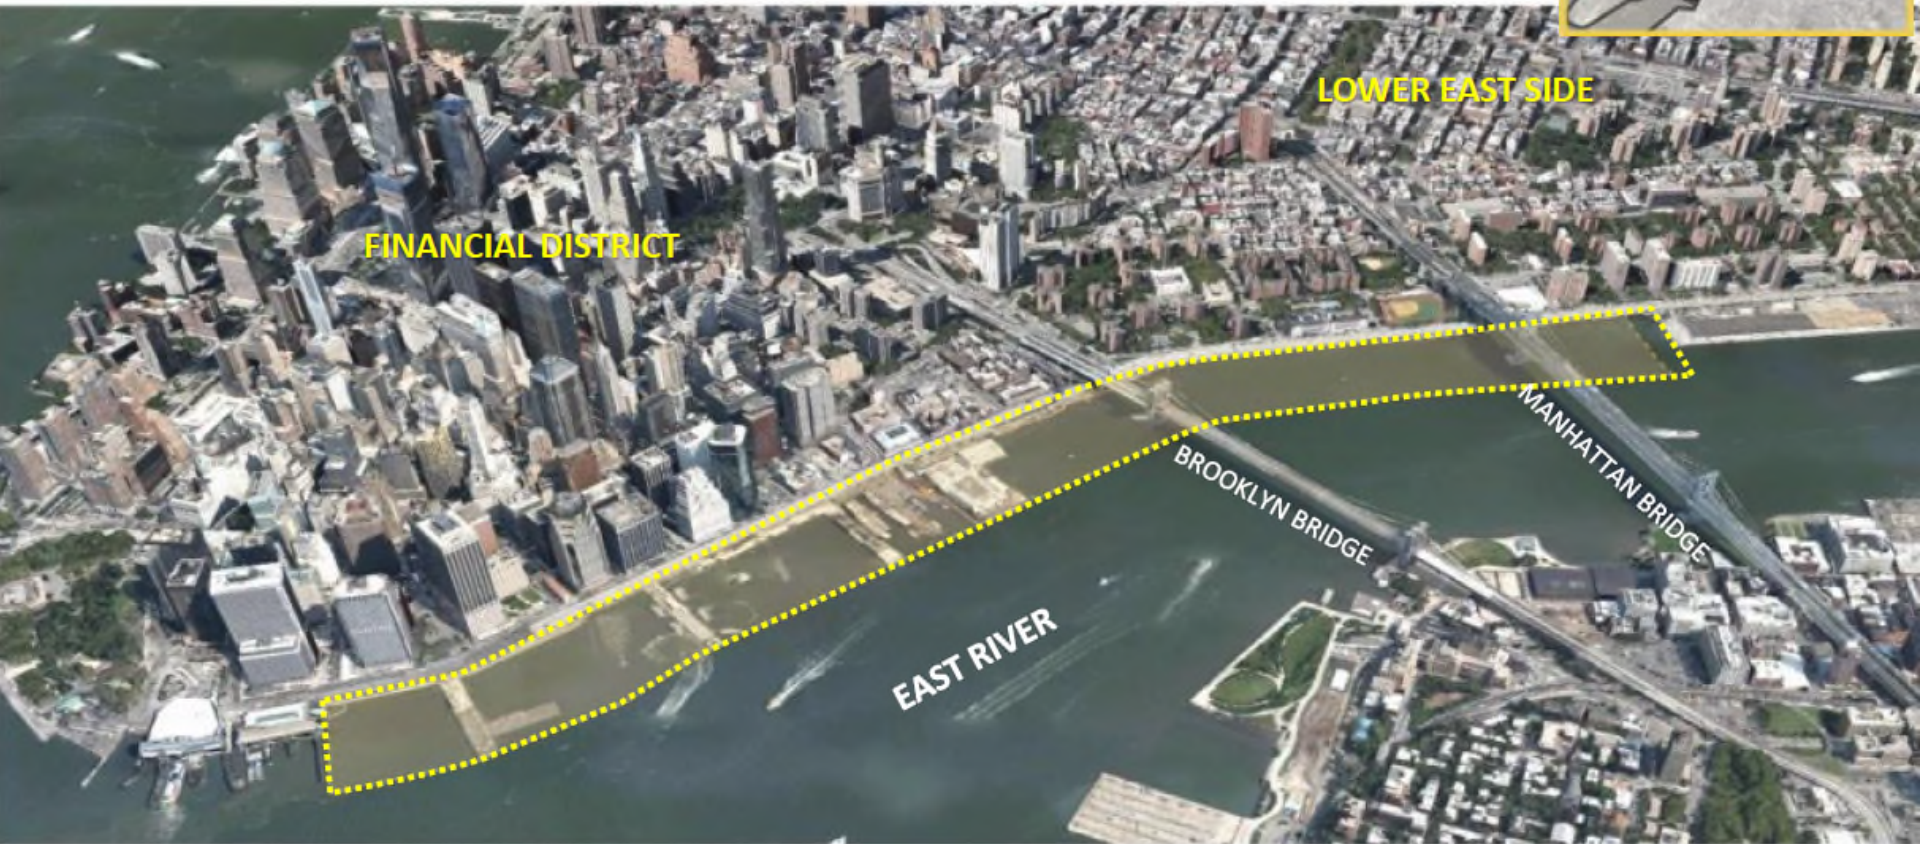 LOWER EAST SIDE
FINANCIAL DISTRICT
MANHATTAN BRIDGE
BROOKLYN BRIDGE
EAST RIVER